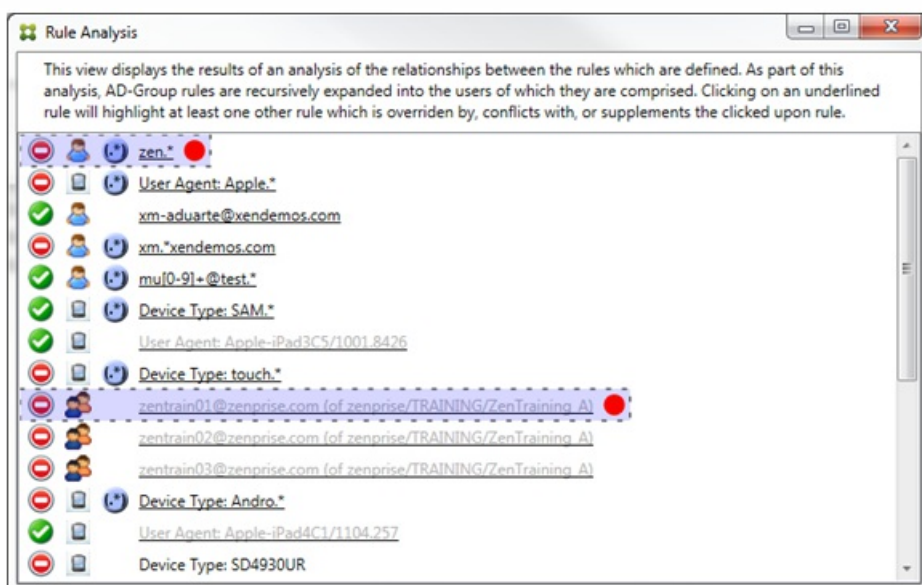 Rule Analysis
This view displays the results of an analysis of the relationships between the rules which are defined. As part of this
analysis, AD-Group rules are recursively expanded into the users of which they are comprised. Clicking on an underlined
rule will highlight at least one other rule which is overriden by, conflicts with, or supplements the clicked upon rule.
(.*) zen.*
(.*) User Agent: Apple.*
xm-aduarte@xendemos.com
(.*) xm.*xendemos.com
(.*) mu[0-9]+@test.*
(.*) Device Type: SAM.*
User Agent: Apple-iPad3C5/1001.8426
(.*) Device Type: touch.*
zentrain01@zenprise.com (of zenprise/TRAINING/ZenTraining_A)
zentrain02@zenprise.com (of zenprise/TRAINING/ZenTraining_A)
zentrain03@zenprise.com (of zenprise/TRAINING/ZenTraining_A)
(.*) Device Type: Andro.*
User Agent: Apple-iPad4C1/1104.257
Device Type: SD4930UR